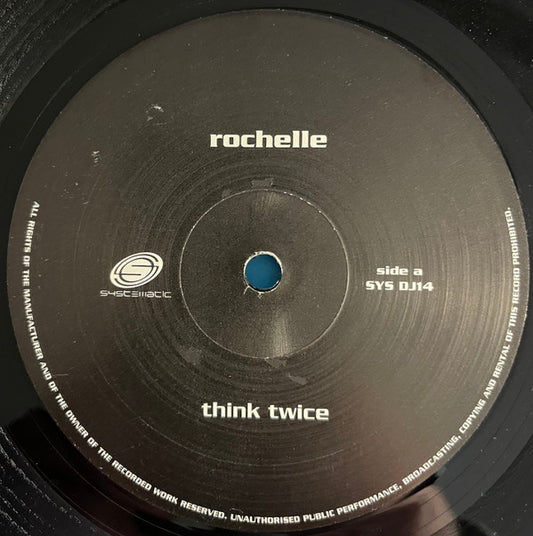 rochelle
side a
SYS DJ14
systematic
think twice
ALL RIGHTS OF THE MANUFACTURER AND OF THE OWNER OF THE RECORDED WORK RESERVED. UNAUTHORISED PUBLIC PERFORMANCE, BROADCASTING, COPYING AND RENTAL OF THIS RECORD PROHIBITED.